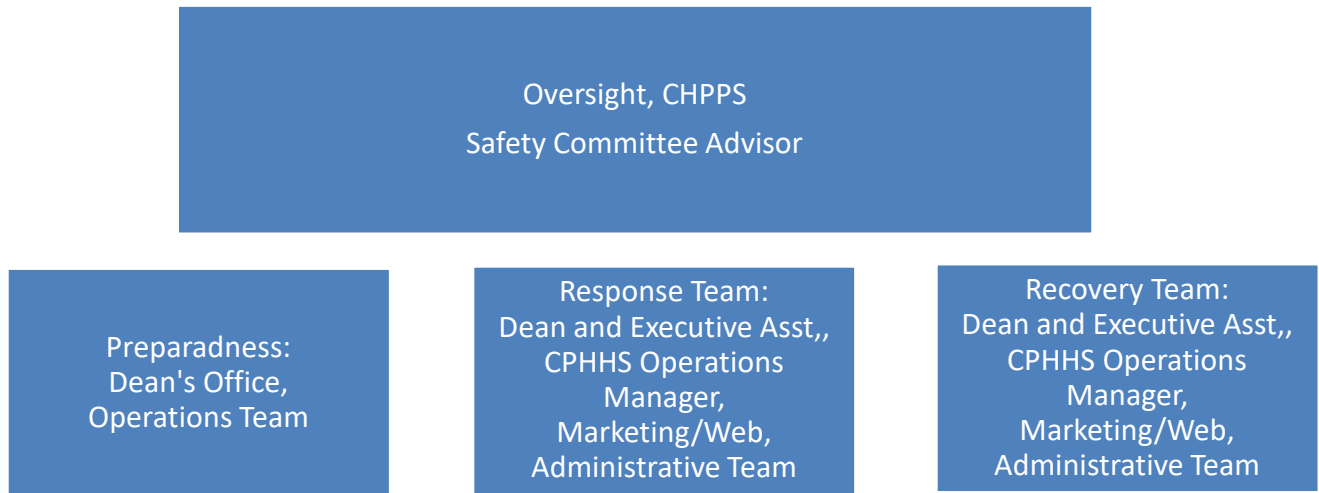 Oversight, CHPPS
Safety Committee Advisor
Preparadness:
Dean's Office,
Operations Team
Response Team:
Dean and Executive Asst,,
CPHHS Operations
Manager,
Marketing/Web,
Administrative Team
Recovery Team:
Dean and Executive Asst,,
CPHHS Operations
Manager,
Marketing/Web,
Administrative Team